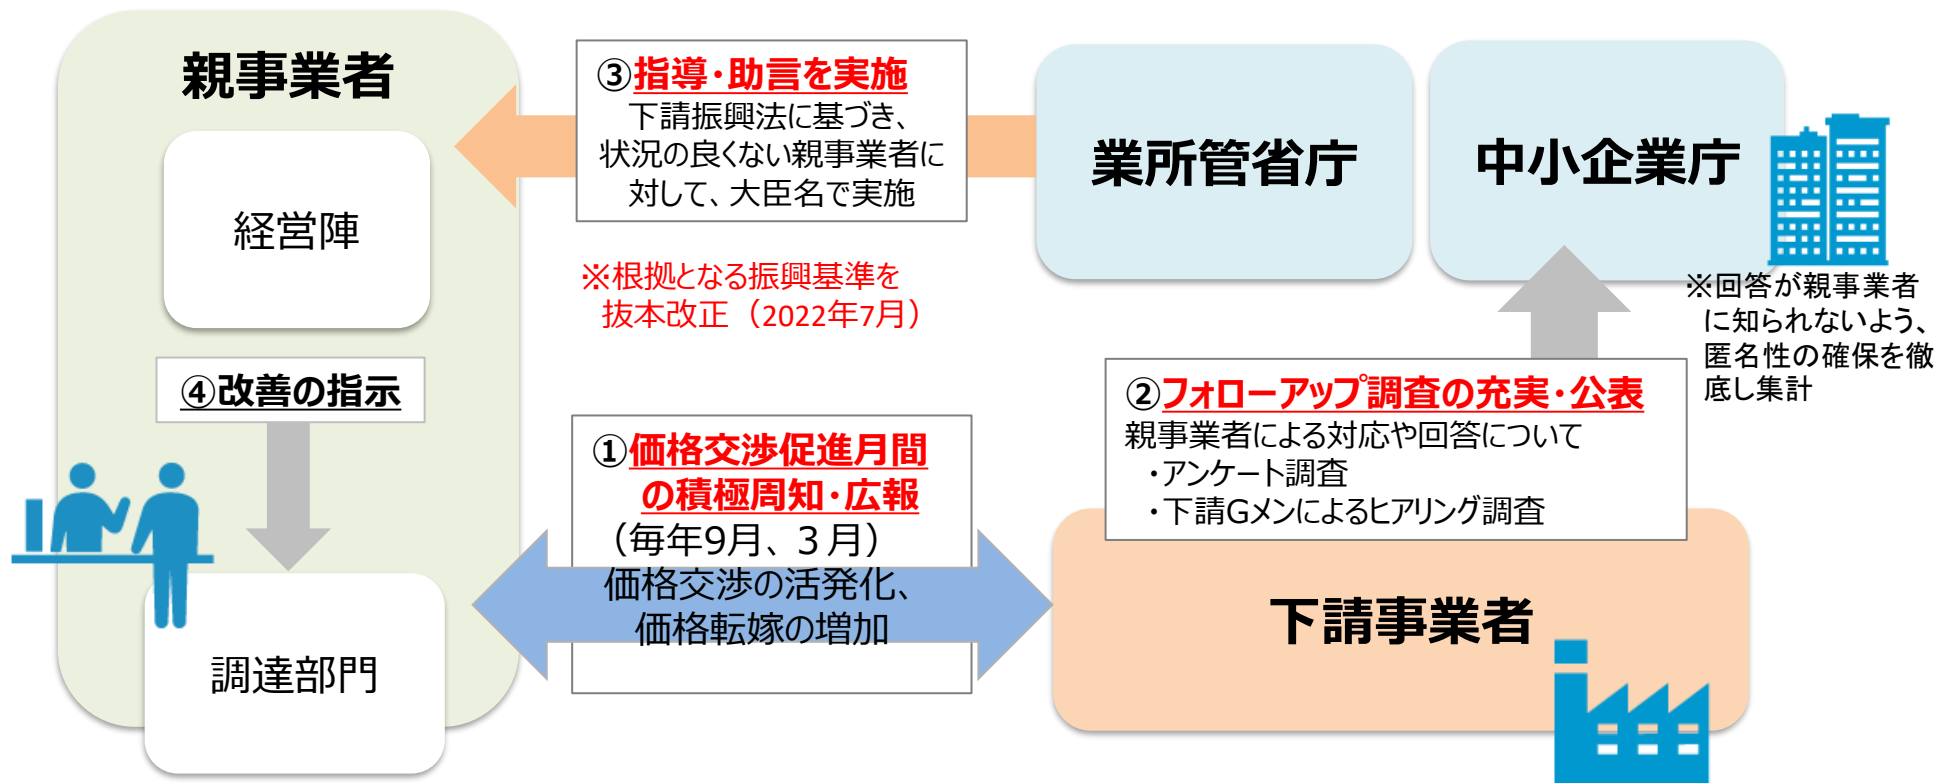 親事業者
経営陣
④改善の指示
調達部門
③指導・助言を実施
下請振興法に基づき、
状況の良くない親事業者に
対して、大臣名で実施
※根拠となる振興基準を
抜本改正（2022年7月）
①価格交渉促進月間
の積極周知・広報
（毎年9月、３月）
価格交渉の活発化、
価格転嫁の増加
業所管省庁
中小企業庁
※回答が親事業者
に知られないよう、
匿名性の確保を徹
底し集計
②フォローアップ調査の充実・公表
親事業者による対応や回答について
・アンケート調査
・下請Gメンによるヒアリング調査
下請事業者